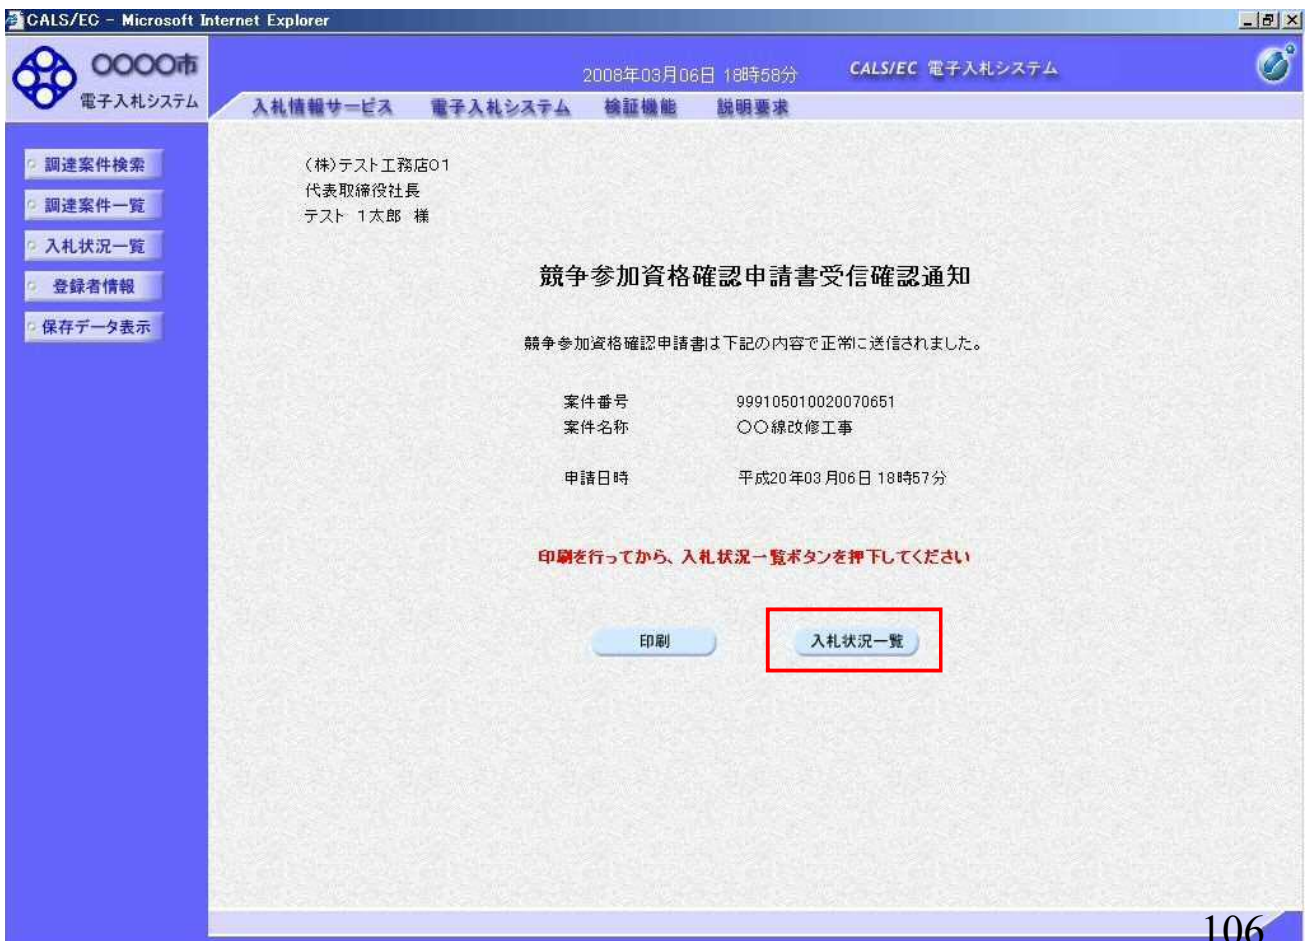 CALS/EC - Microsoft Internet Explorer
〇〇〇〇市
電子入札システム
2008年03月06日 18時58分
CALS/EC 電子入札システム
入札情報サービス 電子入札システム 検証機能 説明要求
調達案件検索
調達案件一覧
入札状況一覧
登録者情報
保存データ表示
(株)テスト工務店01
代表取締役社長
テスト 1太郎 様
競争参加資格確認申請書受信確認通知
競争参加資格確認申請書は下記の内容で正常に送信されました。
案件番号 999105010020070651
案件名称 〇〇線改修工事
申請日時 平成20年03月06日 18時57分
印刷を行ってから、入札状況一覧ボタンを押下してください
印刷 入札状況一覧
106